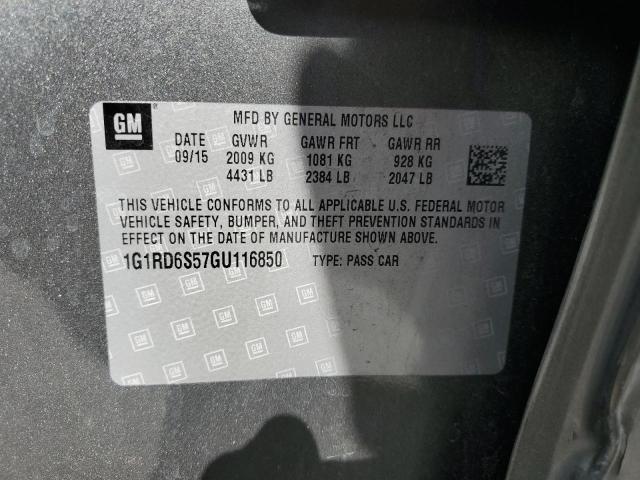 GM
MFD BY GENERAL MOTORS LLC
DATE GVWR GAWR FRT GAWR RR
09/15 2009 KG 1081 KG 928 KG
4431 LB 2384 LB 2047 LB
THIS VEHICLE CONFORMS TO ALL APPLICABLE U.S. FEDERAL MOTOR
VEHICLE SAFETY, BUMPER, AND THEFT PREVENTION STANDARDS IN
EFFECT ON THE DATE OF MANUFACTURE SHOWN ABOVE.
1G1RD6S57GU116850 TYPE: PASS CAR